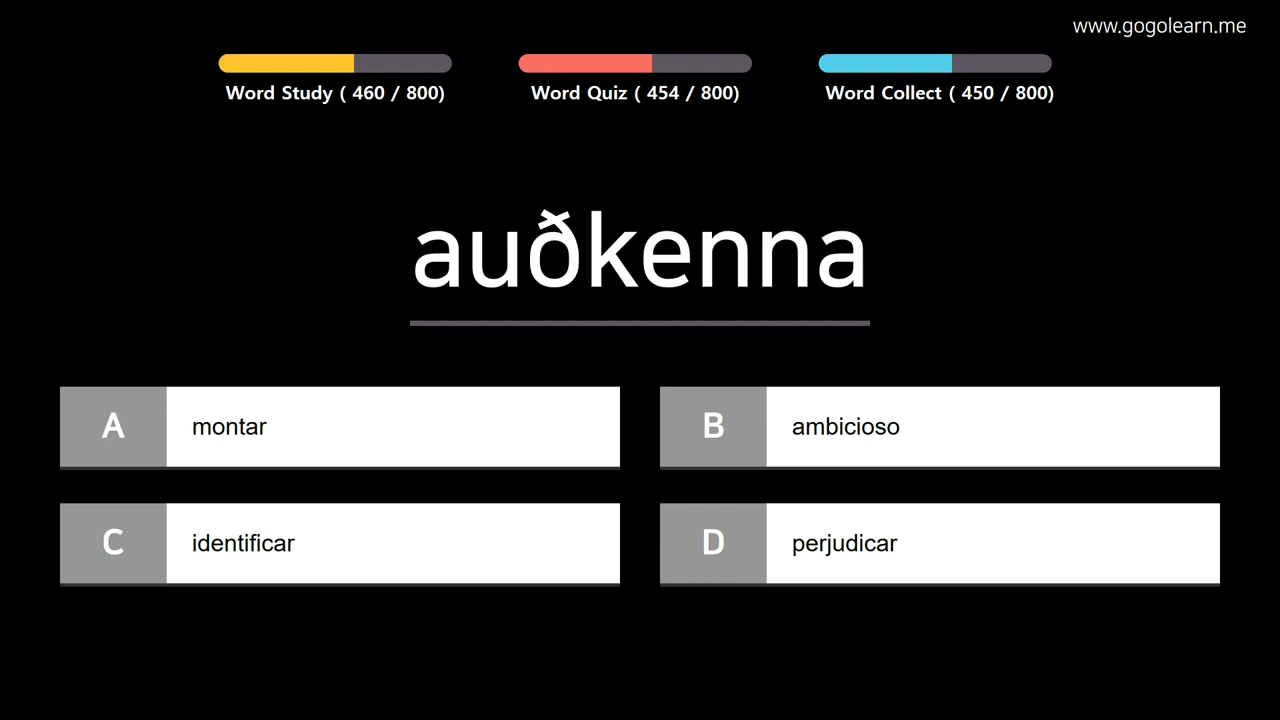 www.gogolearn.me
Word Study ( 460 / 800)
Word Quiz ( 454 / 800)
Word Collect ( 450 / 800)
auðkenna
A montar
B ambicioso
C identificar
D perjudicar